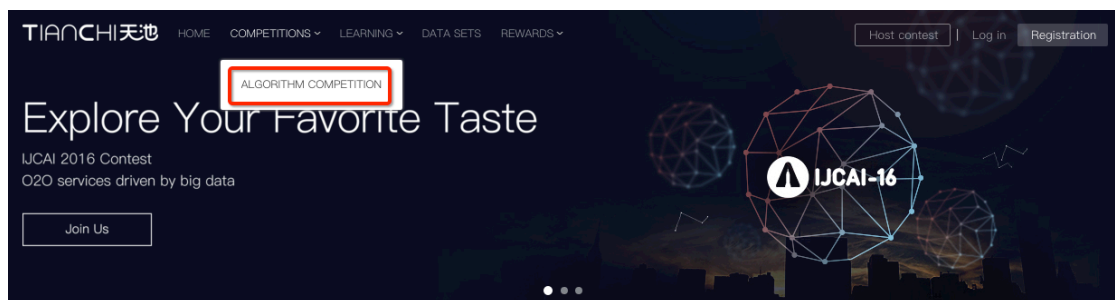 TIANCHI天池 HOME COMPETITIONS LEARNING DATA SETS REWARDS Host contest | Log in Registration
ALGORITHM COMPETITION
Explore Your Favorite Taste
IJCAI 2016 Contest
O2O services driven by big data
IJCAI-16
Join Us